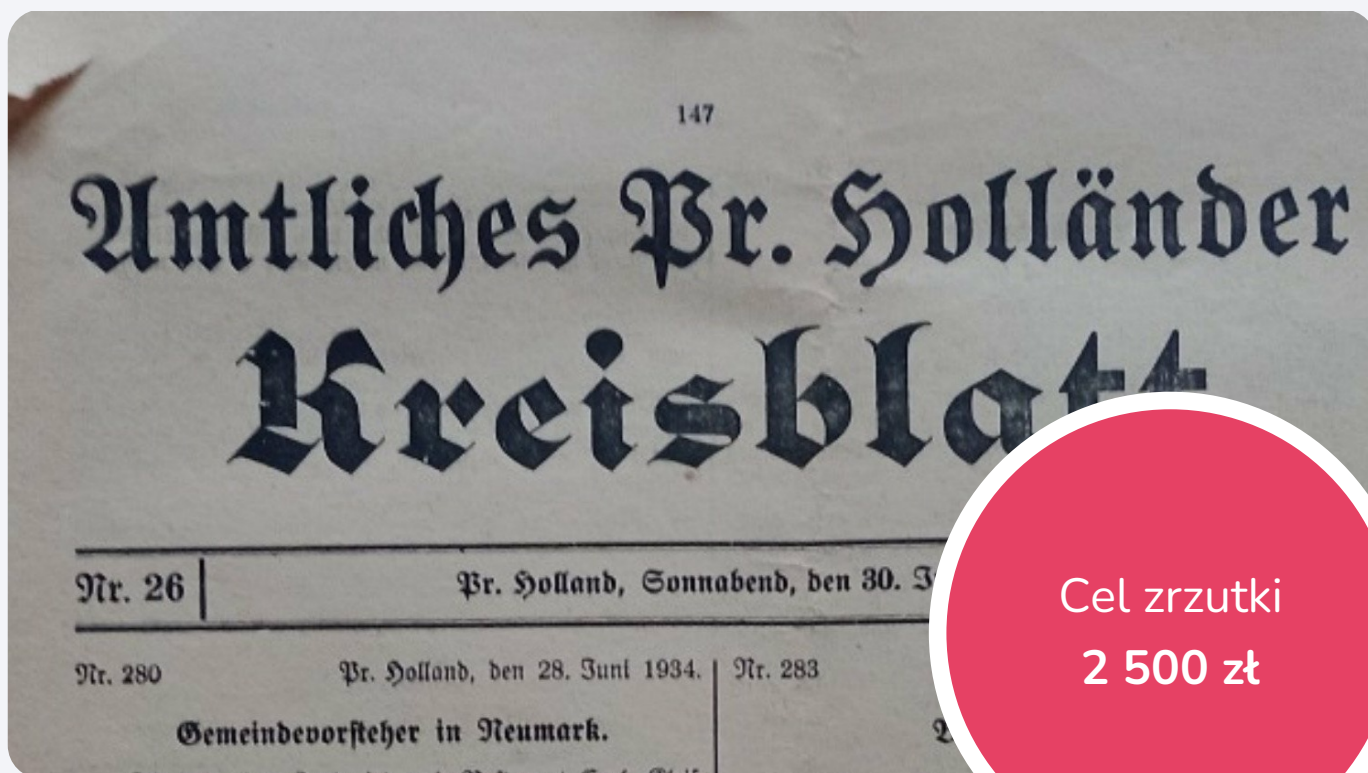 147
Amtliches Pr. Holländer
Kreisblatt
Nr. 26
Pr. Holland, Sonnabend, den 30.
Nr. 280
Pr. Holland, den 28. Juni 1934.
Gemeindevorsteher in Neumark.
Nr. 283
Cel zrzutki
2 500 zł